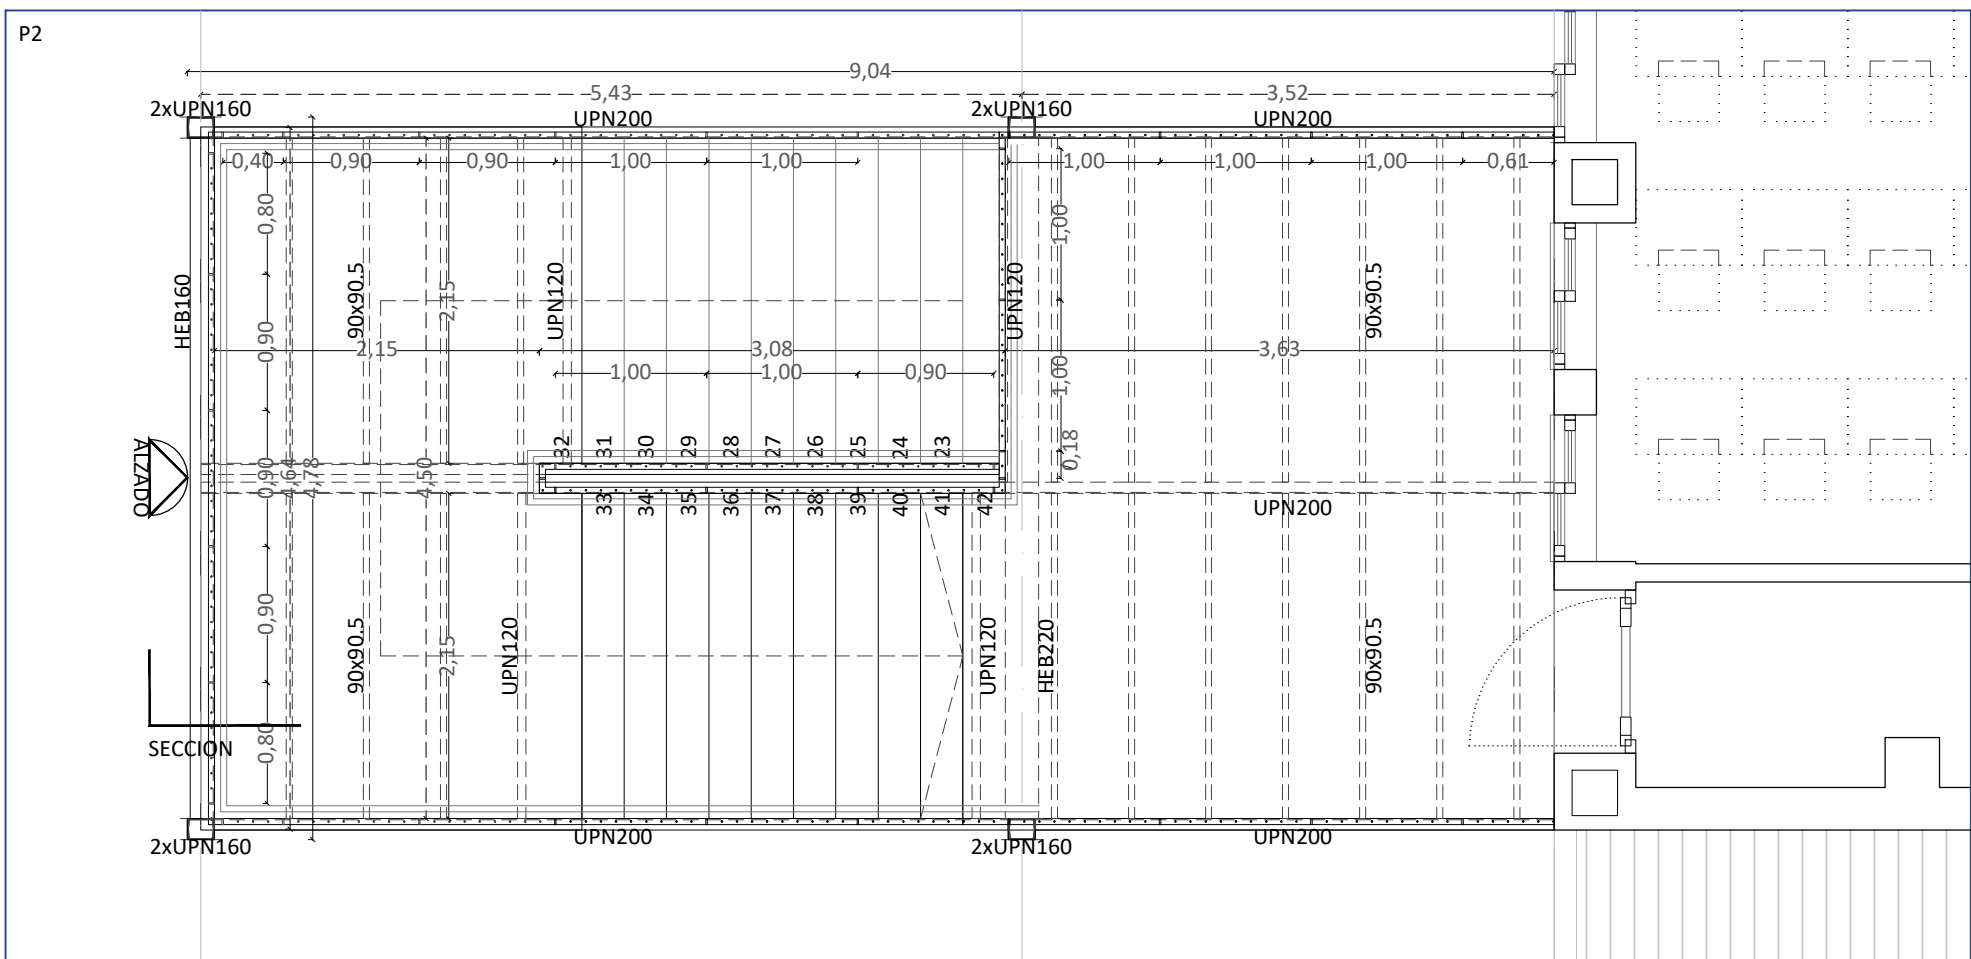 P2
9,04
5,43
3,52
2xUPN160
UPN200
2xUPN160
UPN200
0,40
0,90
0,90
1,00
1,00
1,00
1,00
1,00
0,61
0,80
1,00
HEB160
90x90.5
2,15
UPN120
UPN120
90x90.5
0,90
2,15
3,08
3,63
1,00
1,00
0,90
1,00
32
31
30
29
28
27
26
25
24
23
0,18
ALZADO
0,90
4,64
4,78
4,50
33
34
35
36
37
38
39
40
41
42
UPN200
0,90
90x90.5
2,15
UPN120
UPN120
HEB220
90x90.5
0,80
SECCION
2xUPN160
UPN200
2xUPN160
UPN200